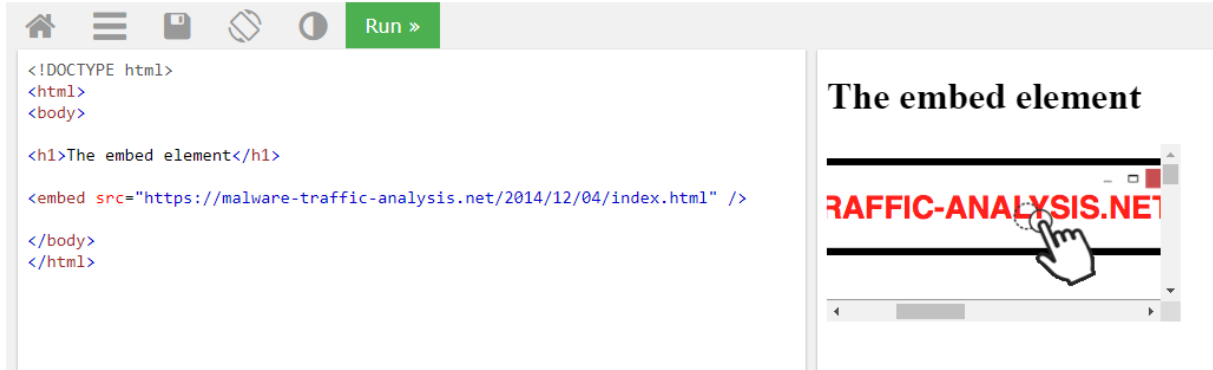 Run »
<!DOCTYPE html>
<html>
<body>
<h1>The embed element</h1>
<embed src="https://malware-traffic-analysis.net/2014/12/04/index.html" />
</body>
</html>
The embed element
RAFFIC-ANALYSIS.NET